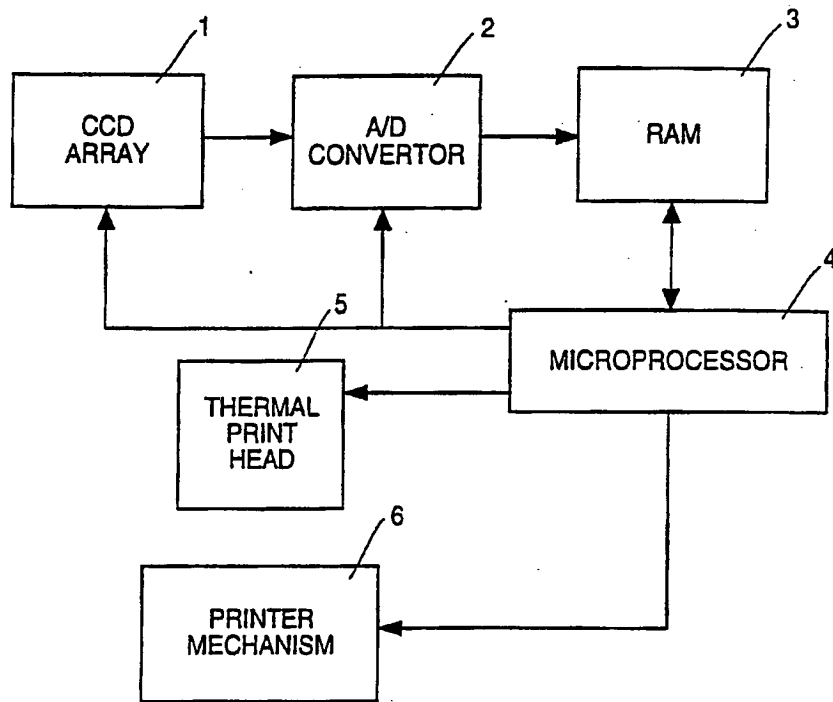 1
CCD
ARRAY
2
A/D
CONVERTOR
3
RAM
4
MICROPROCESSOR
5
THERMAL
PRINT
HEAD
6
PRINTER
MECHANISM